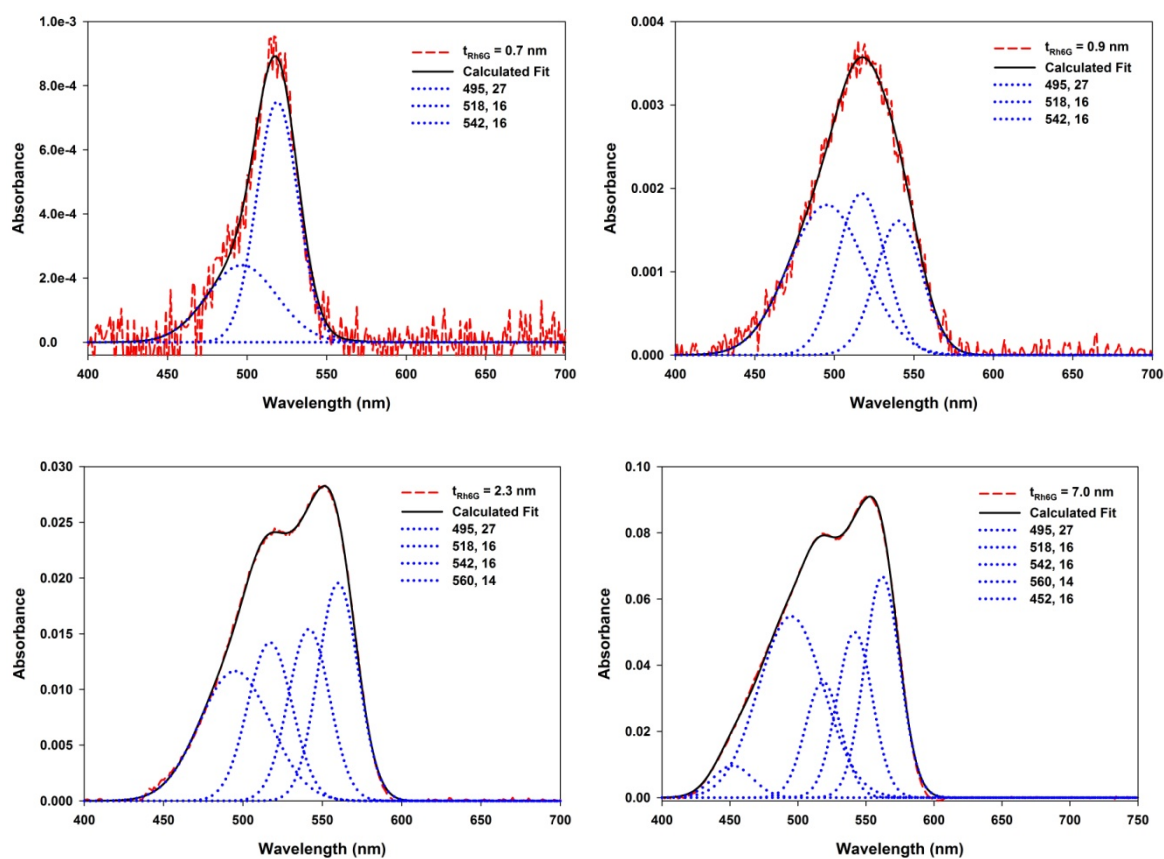 1.0e-3
8.0e-4
6.0e-4
4.0e-4
2.0e-4
0.0
Absorbance
t Rh6G = 0.7 nm
Calculated Fit
495, 27
518, 16
542, 16
400 450 500 550 600 650 700
Wavelength (nm)
0.004
0.003
0.002
0.001
0.000
Absorbance
t Rh6G = 0.9 nm
Calculated Fit
495, 27
518, 16
542, 16
400 450 500 550 600 650 700
Wavelength (nm)
0.030
0.025
0.020
0.015
0.010
0.005
0.000
Absorbance
t Rh6G = 2.3 nm
Calculated Fit
495, 27
518, 16
542, 16
560, 14
400 450 500 550 600 650 700
Wavelength (nm)
0.10
0.08
0.06
0.04
0.02
0.00
Absorbance
t Rh6G = 7.0 nm
Calculated Fit
495, 27
518, 16
542, 16
560, 14
452, 16
400 450 500 550 600 650 700 750
Wavelength (nm)